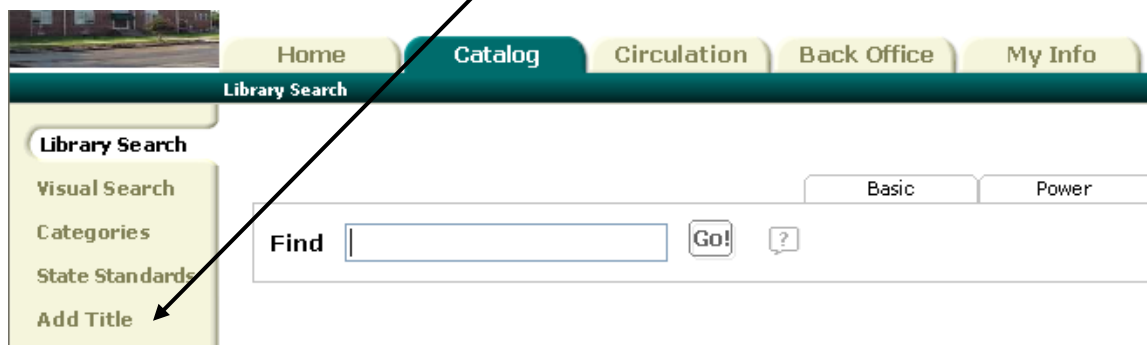 Home Catalog Circulation Back Office My Info
Library Search
Library Search
Visual Search
Basic Power
Categories
Find Go! ?
State Standards
Add Title